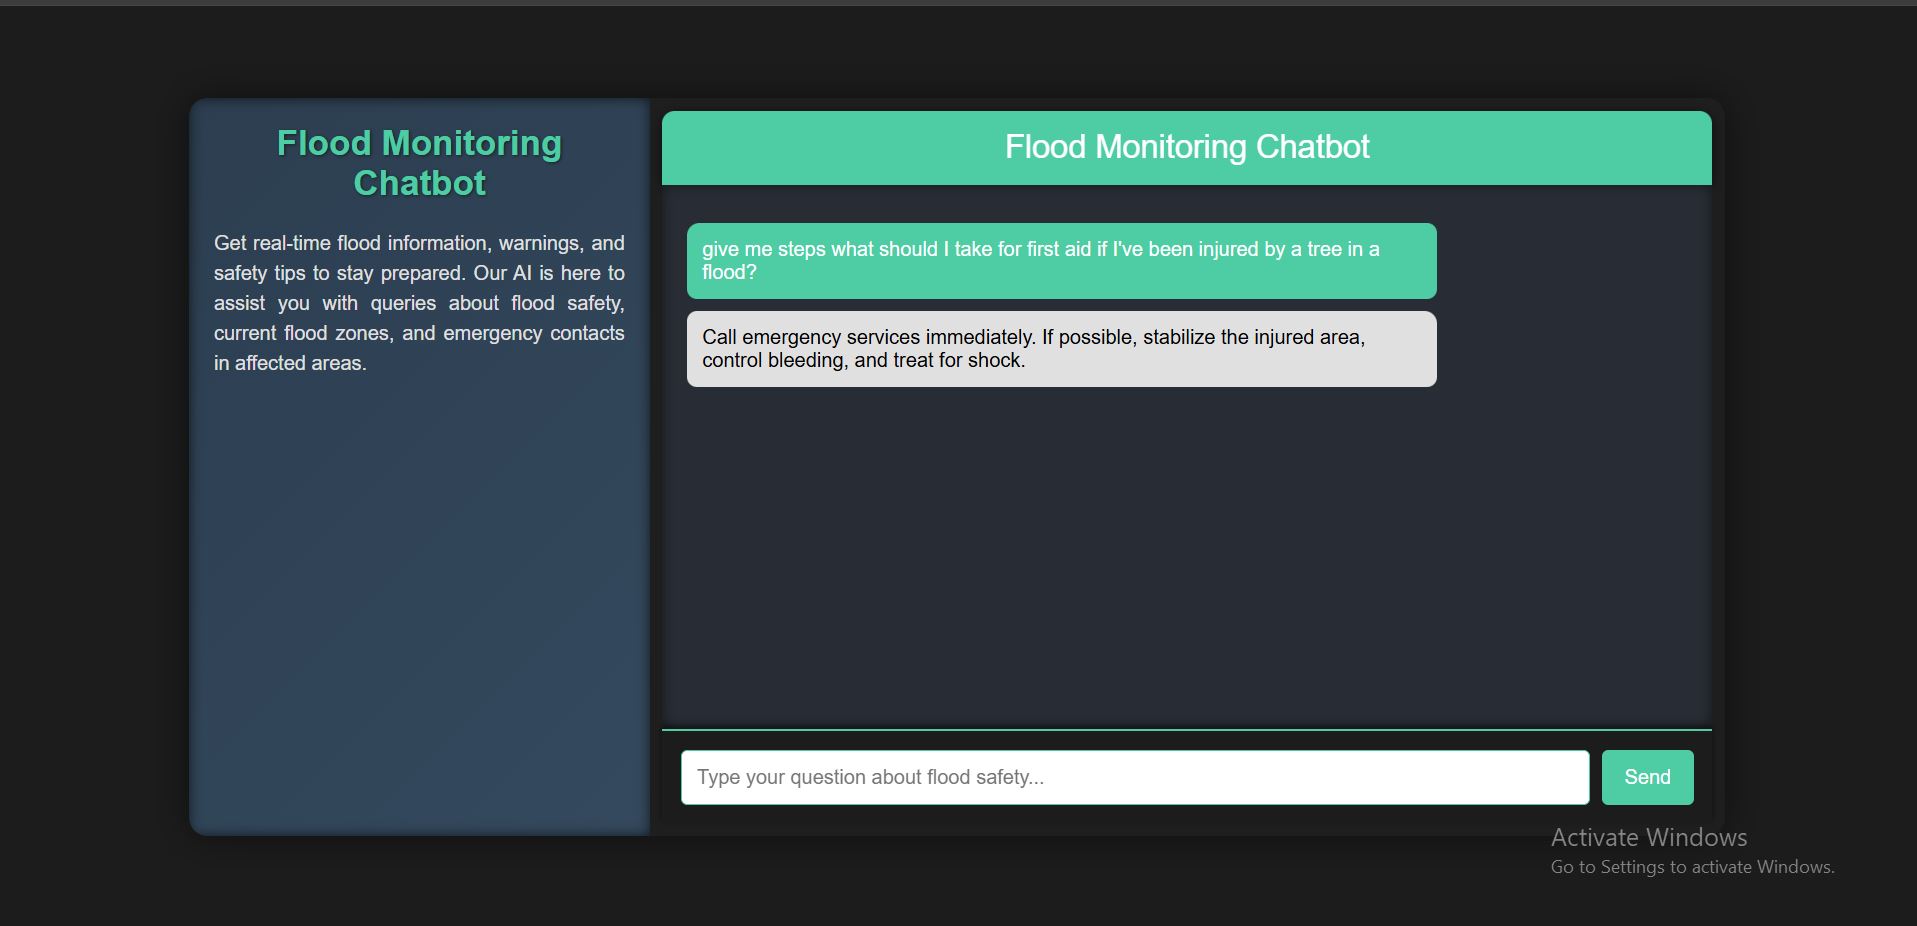 Flood Monitoring
Chatbot
Get real-time flood information, warnings, and
safety tips to stay prepared. Our AI is here to
assist you with queries about flood safety,
current flood zones, and emergency contacts
in affected areas.
Flood Monitoring Chatbot
give me steps what should I take for first aid if I've been injured by a tree in a
flood?
Call emergency services immediately. If possible, stabilize the injured area,
control bleeding, and treat for shock.
Type your question about flood safety...
Send
Activate Windows
Go to Settings to activate Windows.